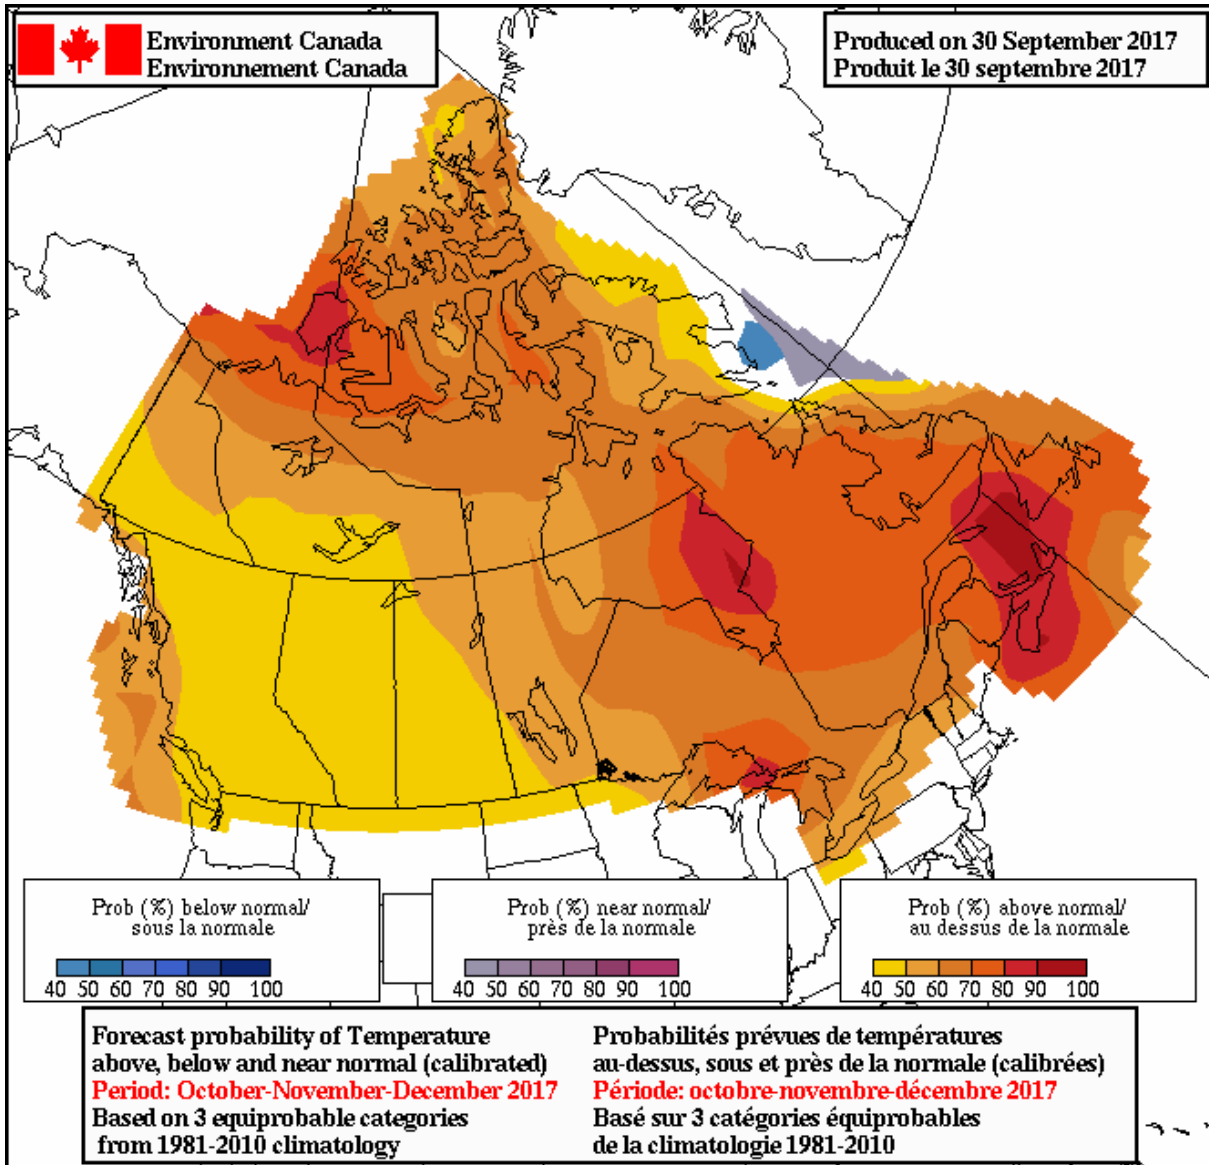 Environment Canada
Environnement Canada
Produced on 30 September 2017
Produit le 30 septembre 2017
Prob (%) below normal/
sous la normale
40 50 60 70 80 90 100
Prob (%) near normal/
près de la normale
40 50 60 70 80 90 100
Prob (%) above normal/
au dessus de la normale
40 50 60 70 80 90 100
Forecast probability of Temperature
above, below and near normal (calibrated)
Period: October-November-December 2017
Based on 3 equiprobable categories
from 1981-2010 climatology
Probabilités prévues de températures
au-dessus, sous et près de la normale (calibrées)
Période: octobre-novembre-décembre 2017
Basé sur 3 catégories équiprobables
de la climatologie 1981-2010